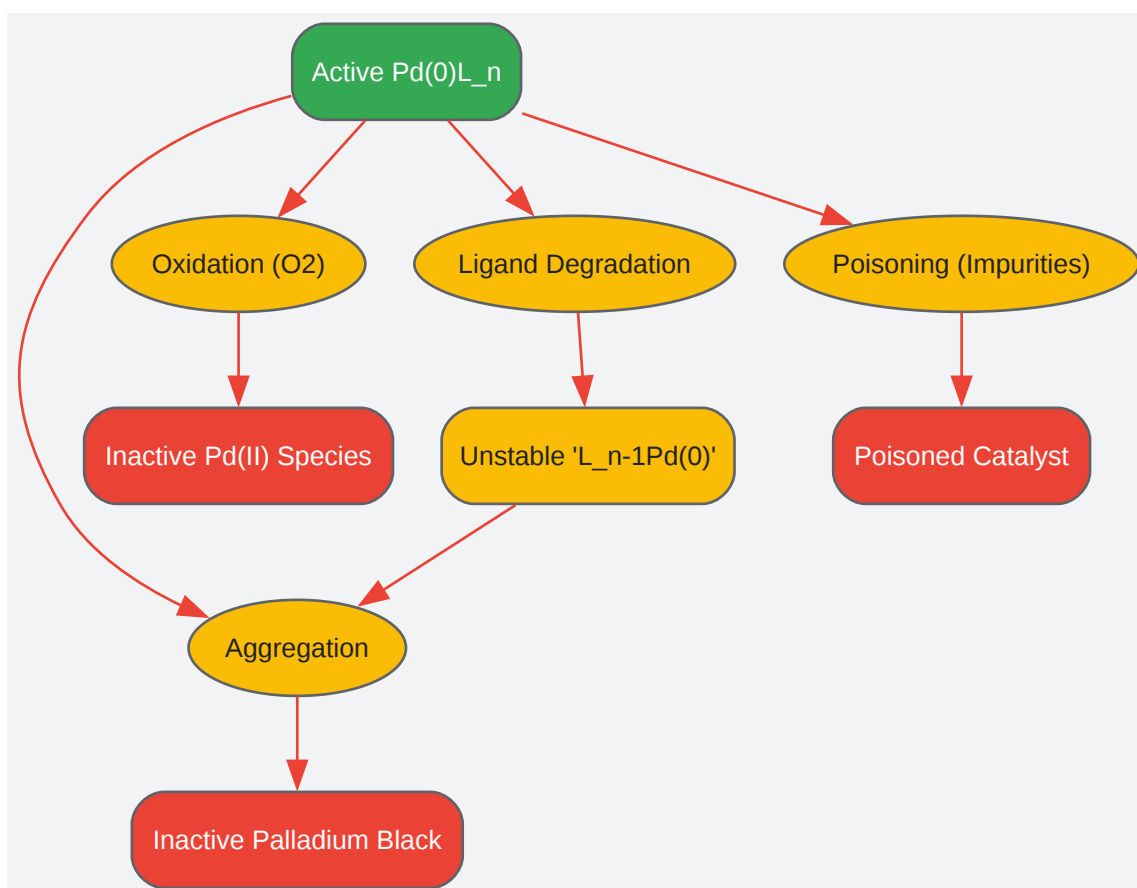 Active Pd(0)L_n
Oxidation (O2)
Ligand Degradation
Poisoning (Impurities)
Inactive Pd(II) Species
Unstable 'L_n-1Pd(0)'
Poisoned Catalyst
Aggregation
Inactive Palladium Black